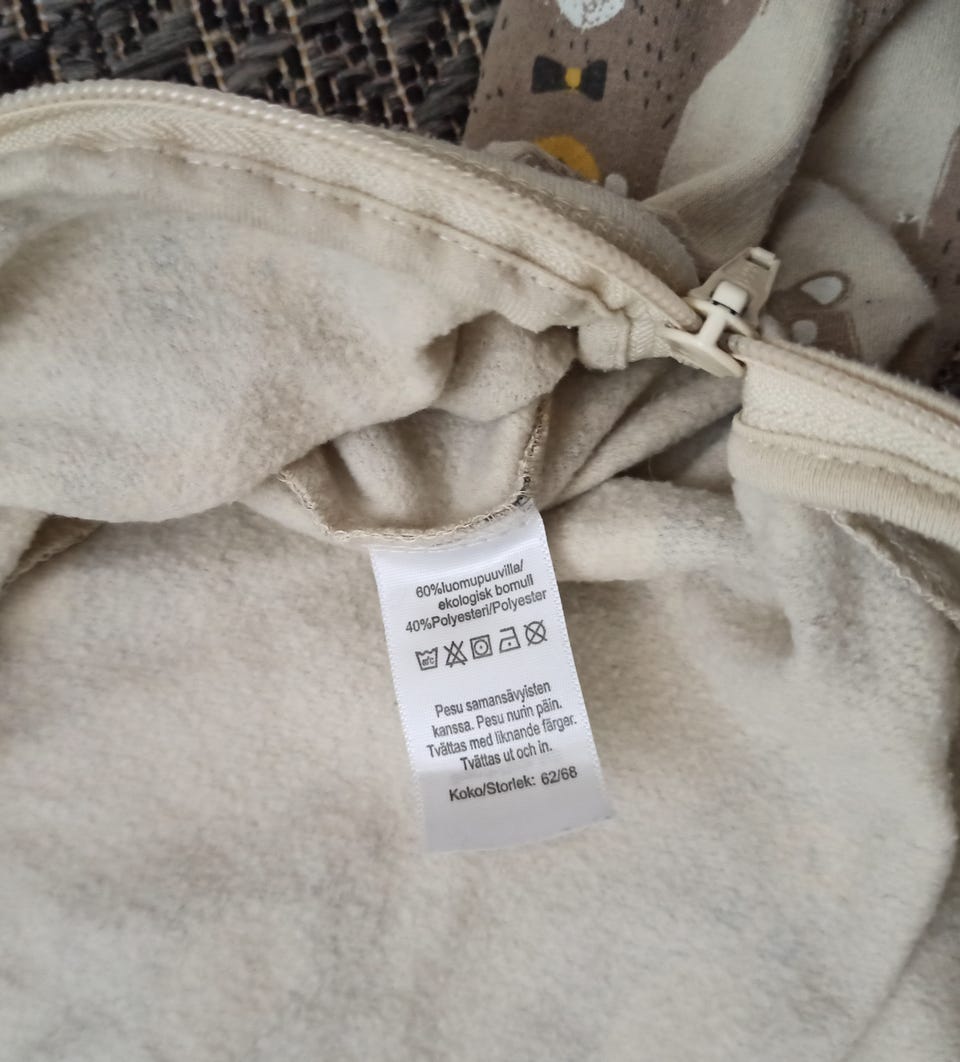 60%luomupuuvilla/
ekologisk bomull
40%Polyesteri/Polyester
Pesu samansävyisten
kanssa. Pesu nurin päin.
Tvättas med liknande färger.
Tvättas ut och in.
Koko/Storlek: 62/68